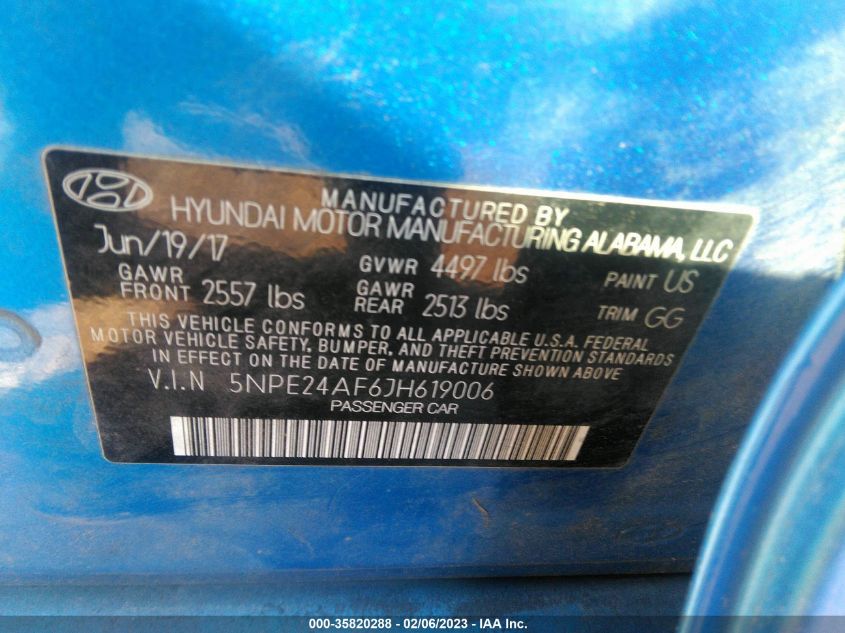 MANUFACTURED BY
HYUNDAI MOTOR MANUFACTURING ALABAMA, LLC
Jun/19/17
GVWR 4497 lbs
PAINT US
GAWR FRONT 2557 lbs
GAWR REAR 2513 lbs
TRIM GG
THIS VEHICLE CONFORMS TO ALL APPLICABLE U.S.A. FEDERAL
MOTOR VEHICLE SAFETY, BUMPER, AND THEFT PREVENTION STANDARDS
IN EFFECT ON THE DATE OF MANUFACTURE SHOWN ABOVE
V.I.N 5NPE24AF6JH619006
PASSENGER CAR
000-35820288 - 02/06/2023 - IAA Inc.